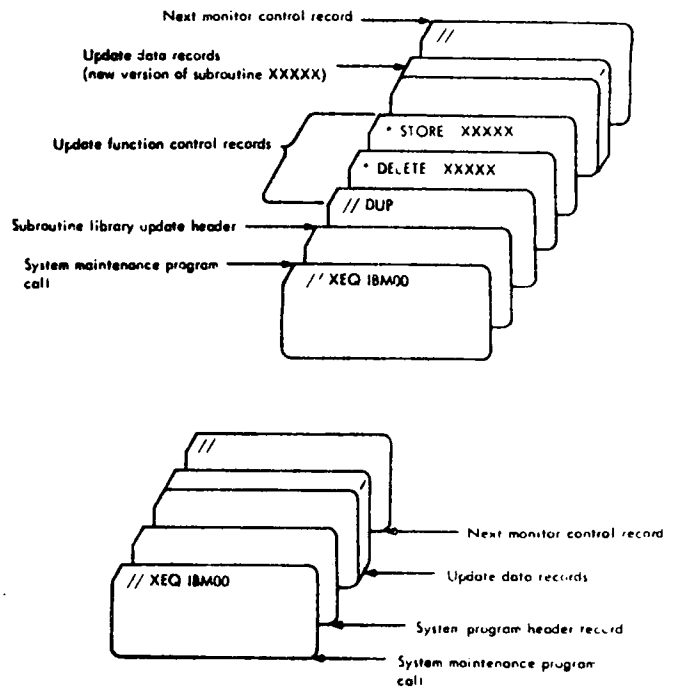 Next monitor control record
//
Update data records
(new version of subroutine XXXXX)
* STORE XXXXX
Update function control records
* DELETE XXXXX
// DUP
Subroutine library update header
System maintenance program
call
// XEQ IBM00
//
Next monitor control record
// XEQ IBM00
Update data records
System program header record
System maintenance program
call